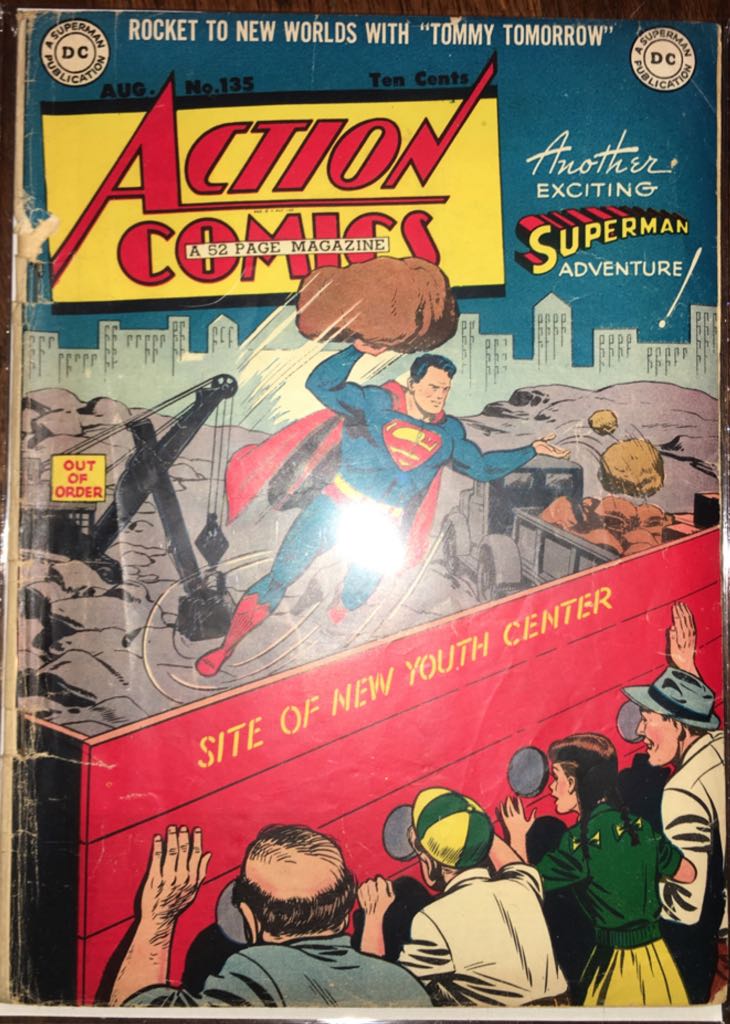 ROCKET TO NEW WORLDS WITH "TOMMY TOMORROW"
A SUPERMAN
DC
PUBLICATION
A SUPERMAN
DC
PUBLICATION
AUG. No.135 Ten Cents
ACTION
COMICS
A 52 PAGE MAGAZINE
Another
EXCITING
SUPERMAN
ADVENTURE!
OUT
OF
ORDER
S
SITE OF NEW YOUTH CENTER